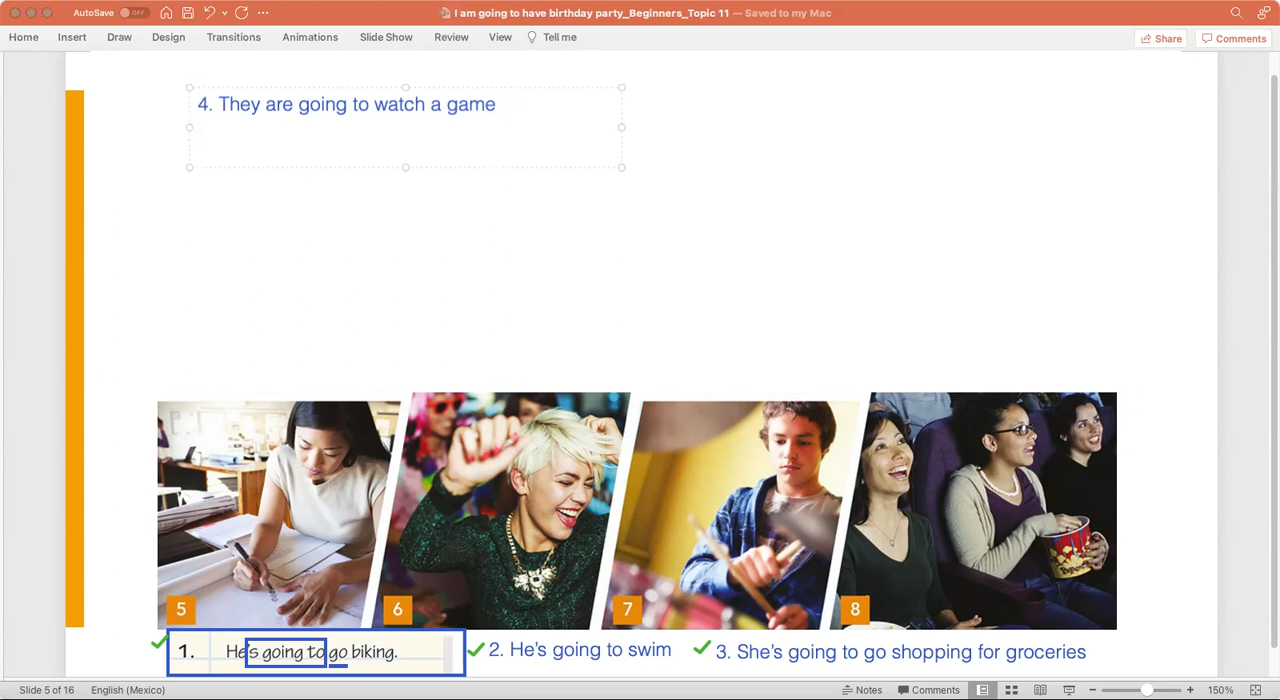 AutoSave OFF
I am going to have birthday party_Beginners_Topic 11 — Saved to my Mac
Home Insert Draw Design Transitions Animations Slide Show Review View Tell me Share Comments
4. They are going to watch a game
5 6 7 8
1. He's going to go biking. 2. He's going to swim 3. She's going to go shopping for groceries
Slide 5 of 16 English (Mexico) Notes Comments 150%